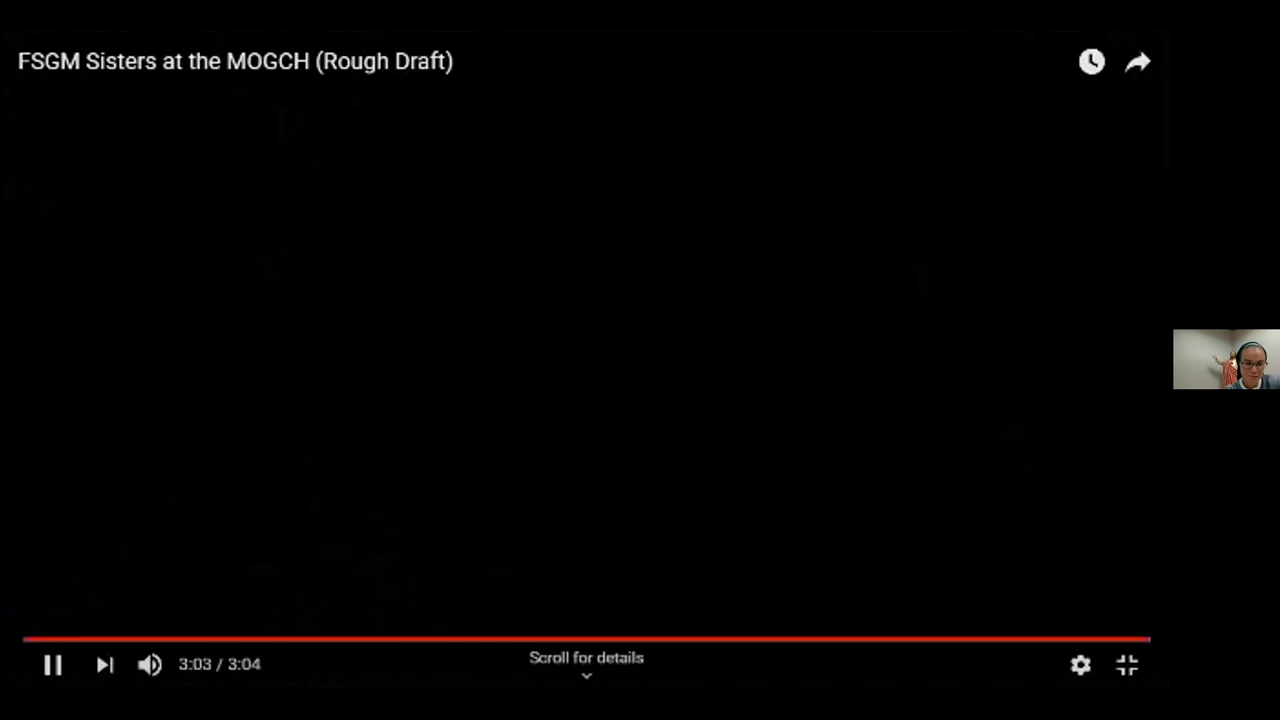 FSGM Sisters at the MOGCH (Rough Draft)
3:03 / 3:04
Scroll for details